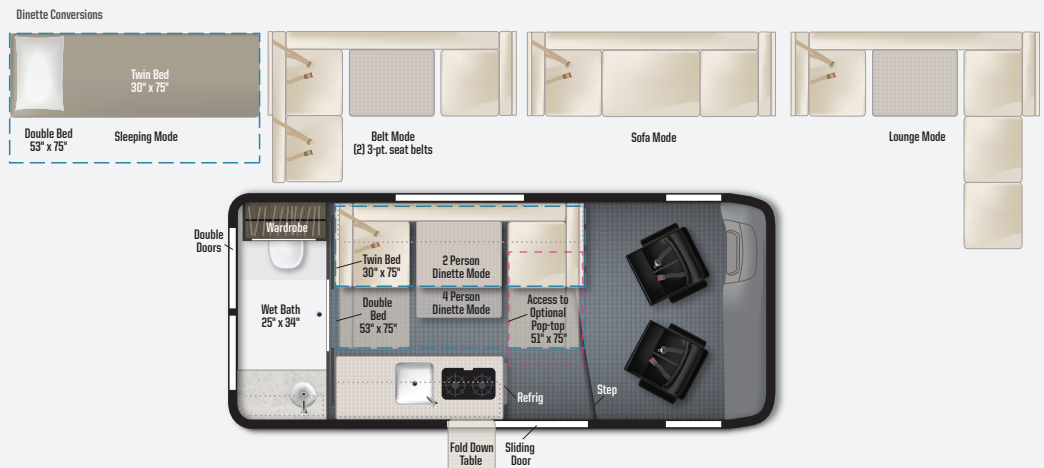 Dinette Conversions
Twin Bed
30" x 75"
Double Bed
53" x 75"
Sleeping Mode
Belt Mode
(2) 3-pt. seat belts
Sofa Mode
Lounge Mode
Double
Doors
Wardrobe
Wet Bath
25" x 34"
Twin Bed
30" x 75"
2 Person
Dinette Mode
4 Person
Dinette Mode
Double
Bed
53" x 75"
Access to
Optional
Pop-top
51" x 75"
Refrig
Step
Fold Down
Table
Sliding
Door